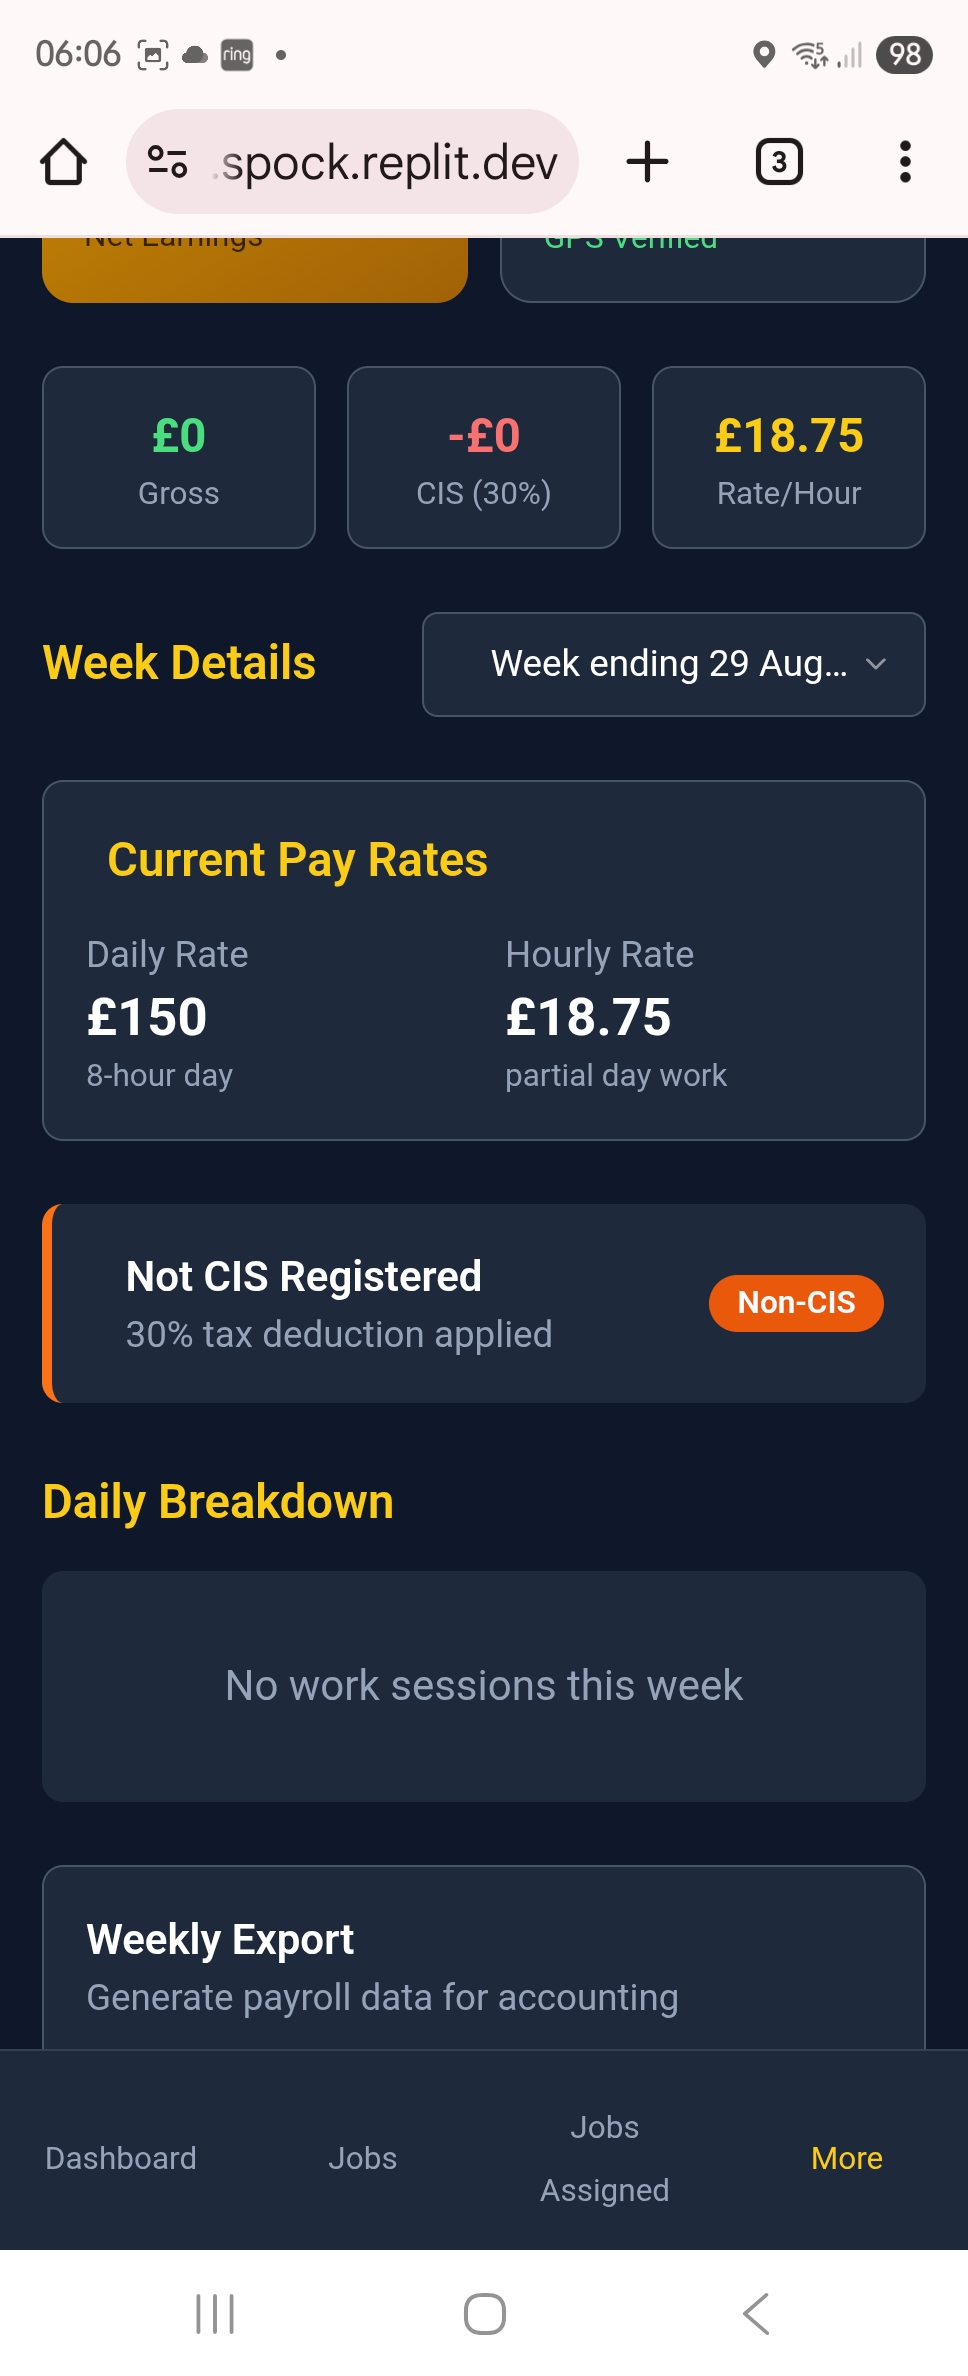 06:06
ring
5
98
.spock.replit.dev
3
Net Earnings
GPS Verified
£0
Gross
-£0
CIS (30%)
£18.75
Rate/Hour
Week Details
Week ending 29 Aug...
Current Pay Rates
Daily Rate
£150
8-hour day
Hourly Rate
£18.75
partial day work
Not CIS Registered
30% tax deduction applied
Non-CIS
Daily Breakdown
No work sessions this week
Weekly Export
Generate payroll data for accounting
Dashboard
Jobs
Jobs
Assigned
More